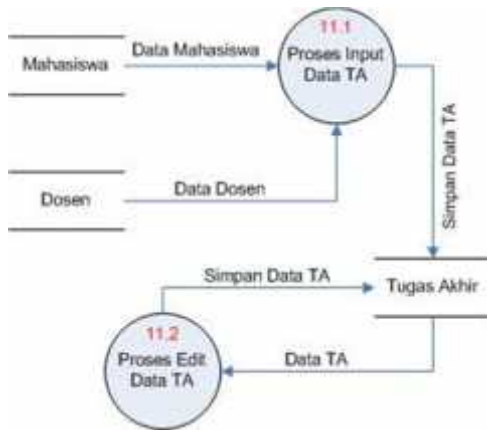 11.1
Proses Input
Data TA
Data Mahasiswa
Mahasiswa
Simpan Data TA
Data Dosen
Dosen
Simpan Data TA
Tugas Akhir
11.2
Proses Edit
Data TA
Data TA